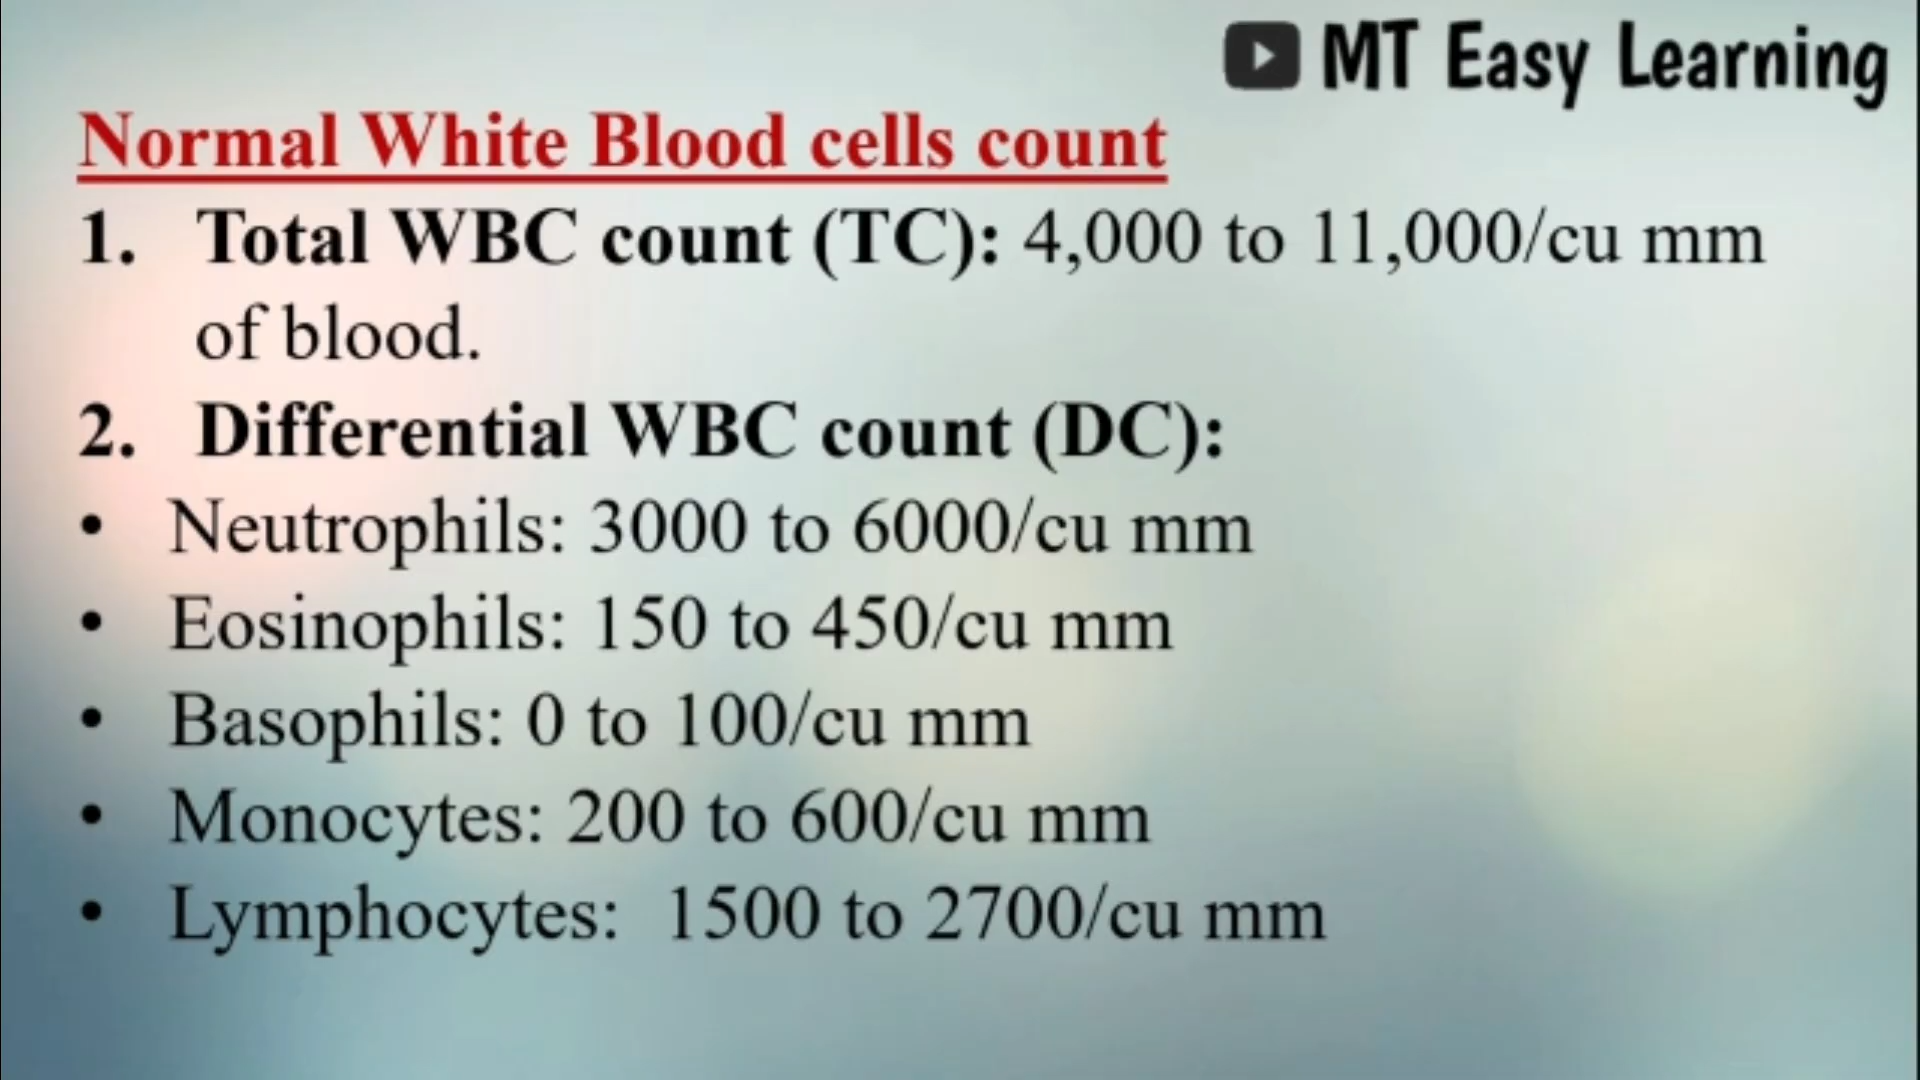 MT Easy Learning
Normal White Blood cells count
1. Total WBC count (TC): 4,000 to 11,000/cu mm
of blood.
2. Differential WBC count (DC):
• Neutrophils: 3000 to 6000/cu mm
• Eosinophils: 150 to 450/cu mm
• Basophils: 0 to 100/cu mm
• Monocytes: 200 to 600/cu mm
• Lymphocytes: 1500 to 2700/cu mm